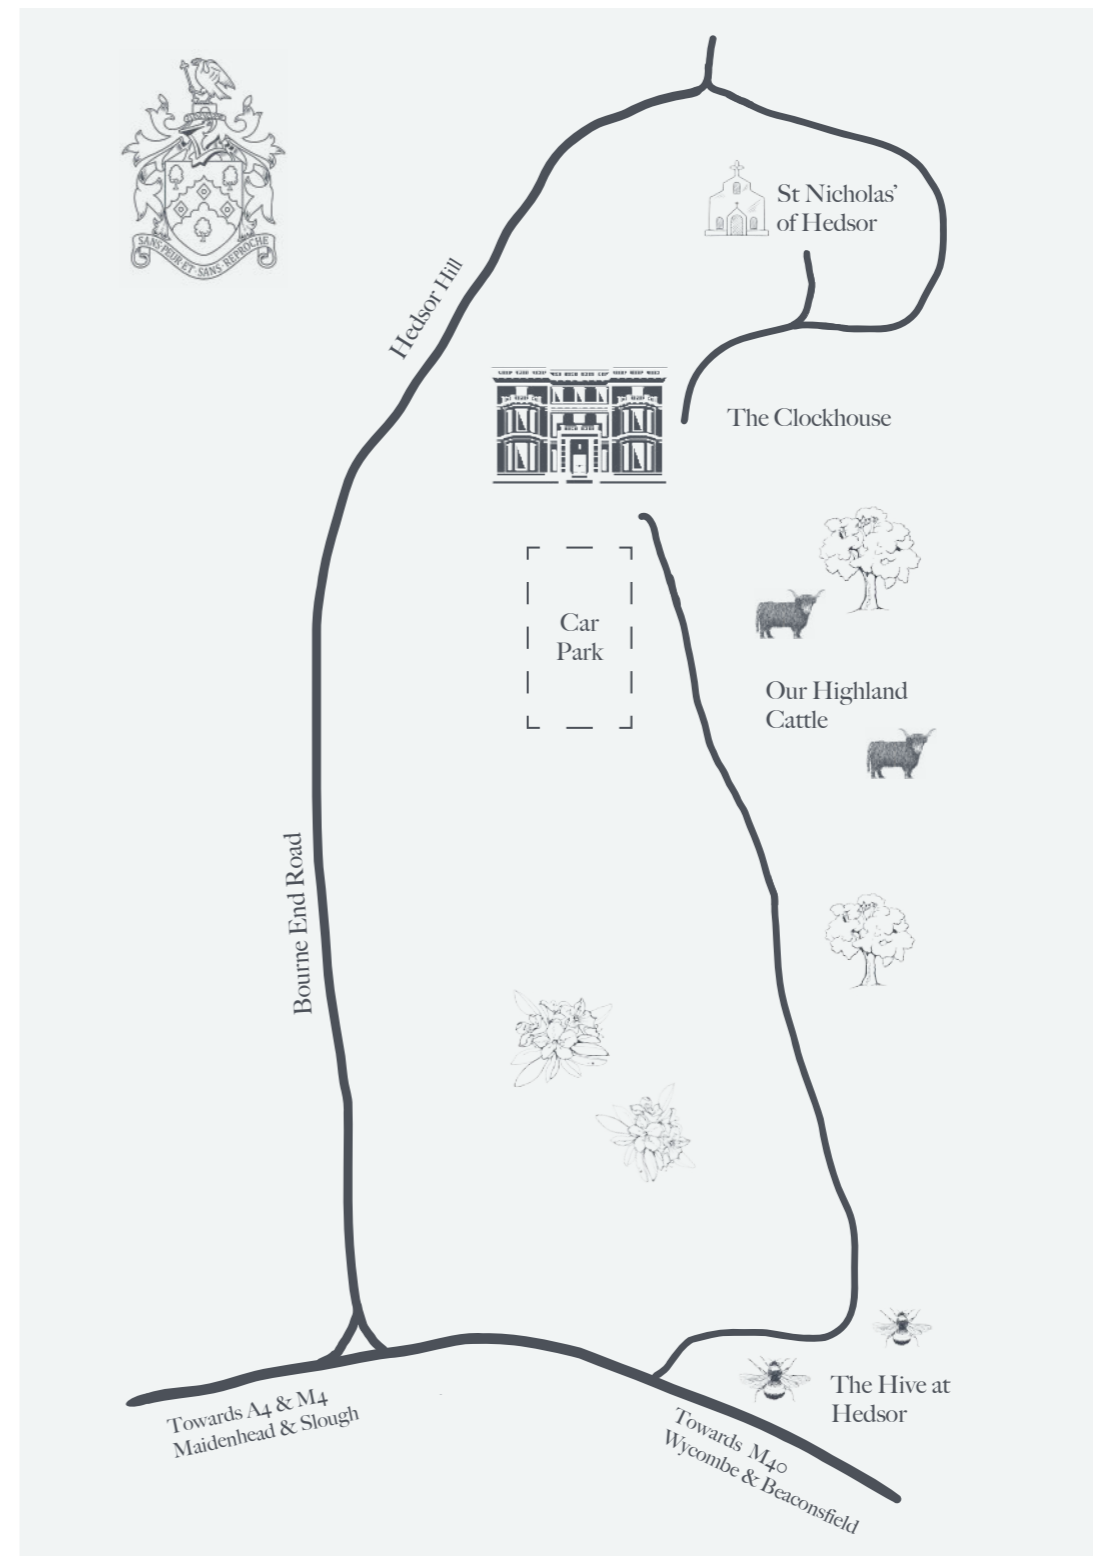 SANS PEUR ET SANS REPROCHE
St Nicholas'
of Hedsor
Hedsor Hill
The Clockhouse
Car
Park
Our Highland
Cattle
Bourne End Road
The Hive at
Hedsor
Towards A4 & M4
Maidenhead & Slough
Towards M40
Wycombe & Beaconsfield